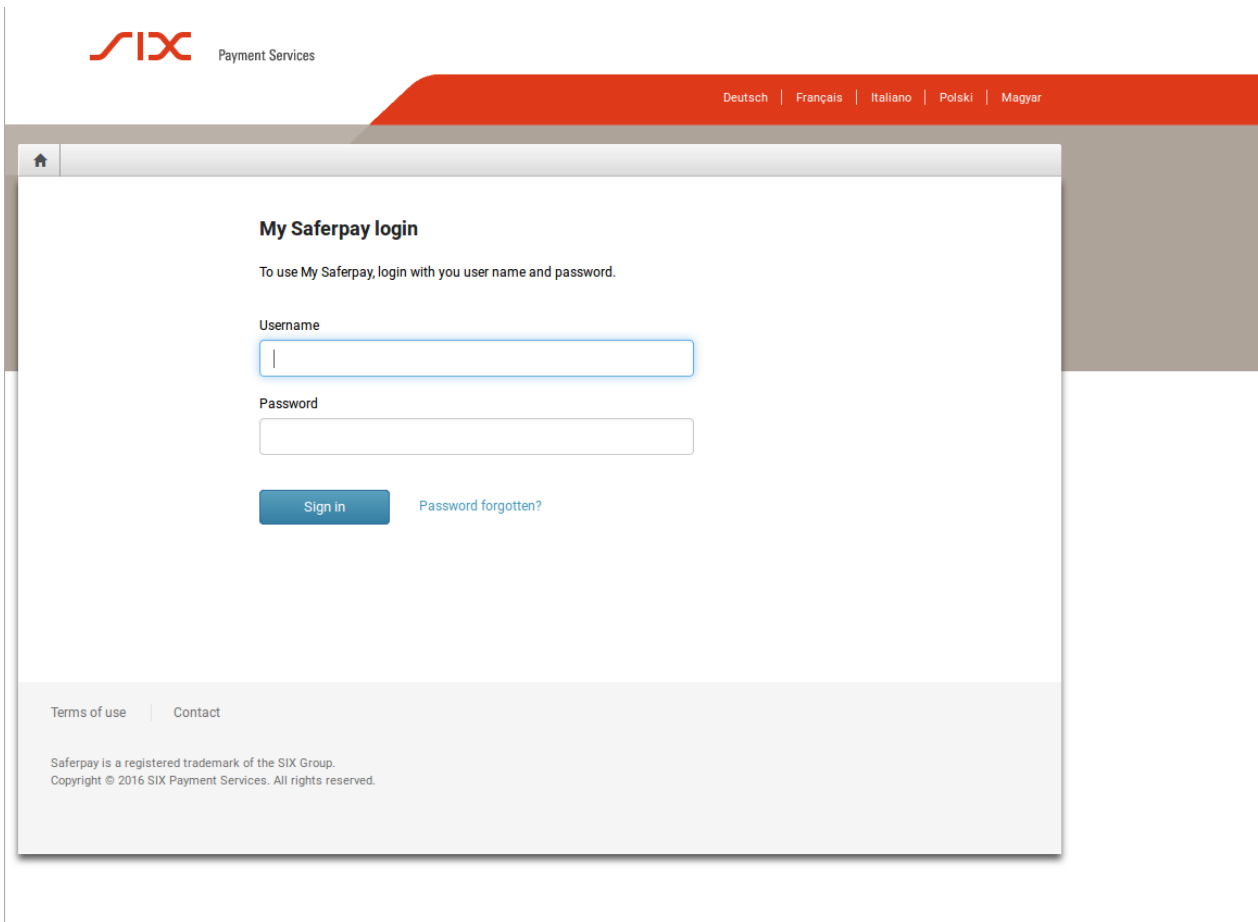 SIX Payment Services
Deutsch | Français | Italiano | Polski | Magyar
My Saferpay login
To use My Saferpay, login with you user name and password.
Username
Password
Sign in Password forgotten?
Terms of use Contact
Saferpay is a registered trademark of the SIX Group.
Copyright © 2016 SIX Payment Services. All rights reserved.